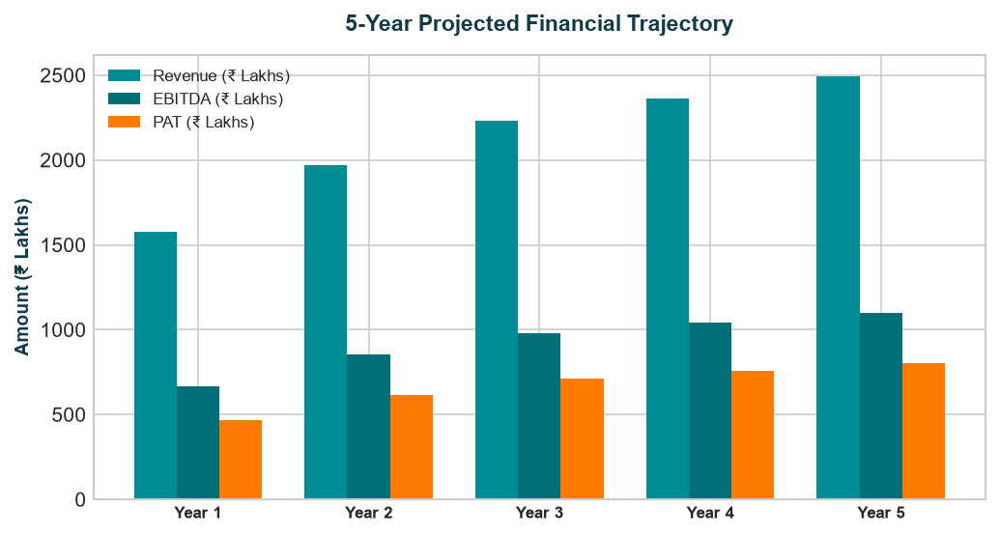 5-Year Projected Financial Trajectory
Revenue (₹ Lakhs)
EBITDA (₹ Lakhs)
PAT (₹ Lakhs)
Amount (₹ Lakhs)
2500
2000
1500
1000
500
0
Year 1
Year 2
Year 3
Year 4
Year 5